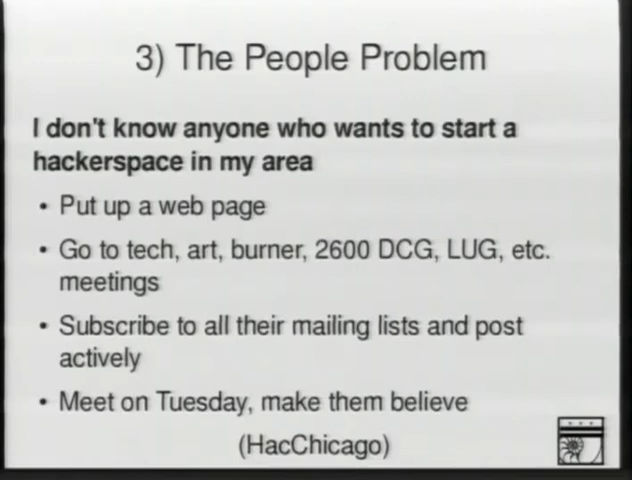 3) The People Problem
I don't know anyone who wants to start a
hackerspace in my area
• Put up a web page
• Go to tech, art, burner, 2600 DCG, LUG, etc.
meetings
• Subscribe to all their mailing lists and post
actively
• Meet on Tuesday, make them believe
(HacChicago)